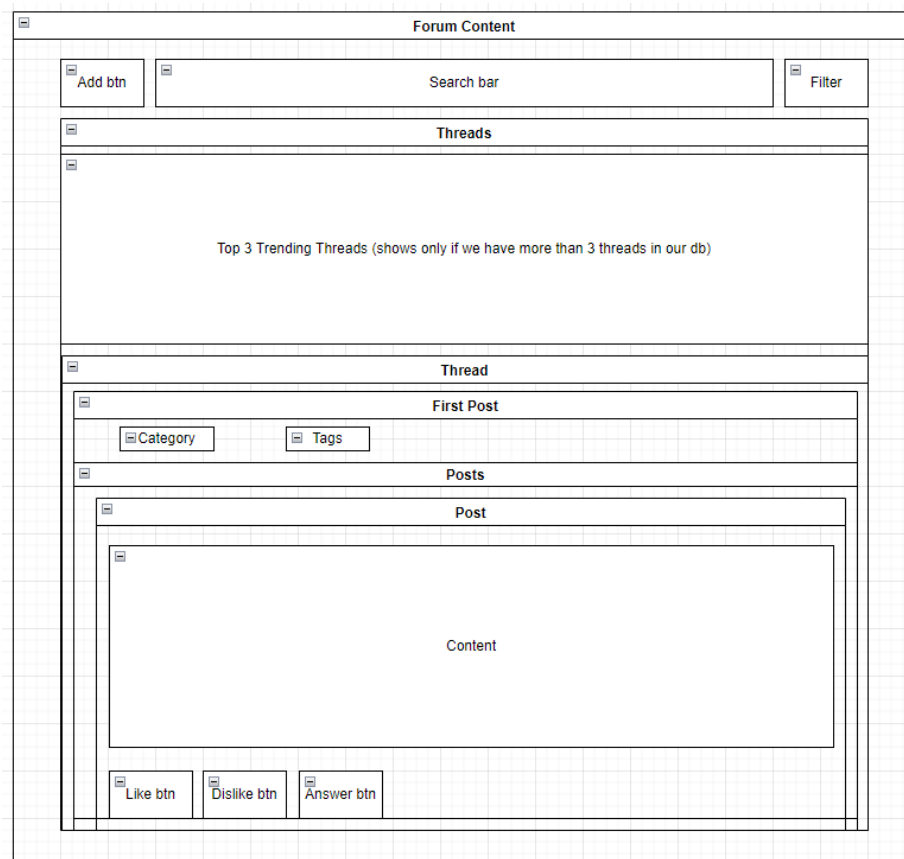 Forum Content
Add btn
Search bar
Filter
Threads
Top 3 Trending Threads (shows only if we have more than 3 threads in our db)
Thread
First Post
Category
Tags
Posts
Post
Content
Like btn
Dislike btn
Answer btn